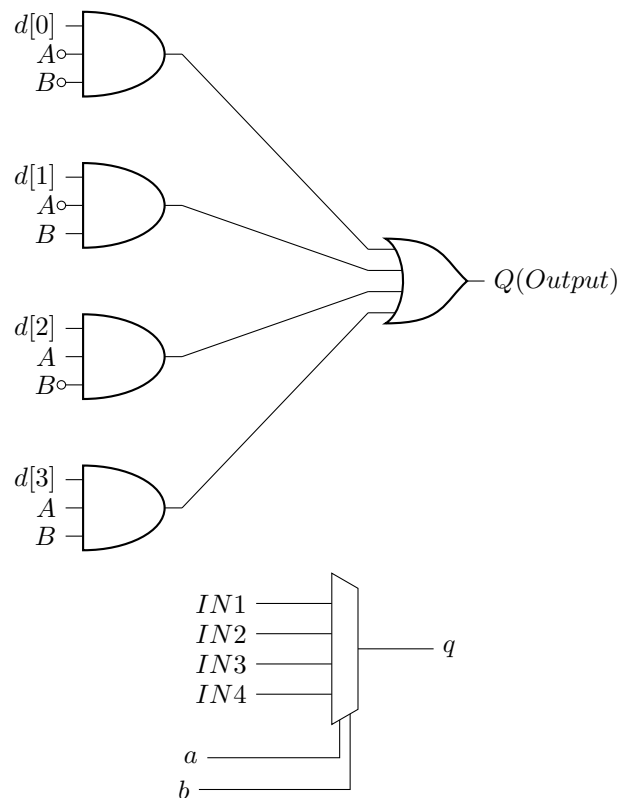 d[0]
A
B
d[1]
A
B
Q(Output)
d[2]
A
B
d[3]
A
B
IN1
IN2
q
IN3
IN4
a
b